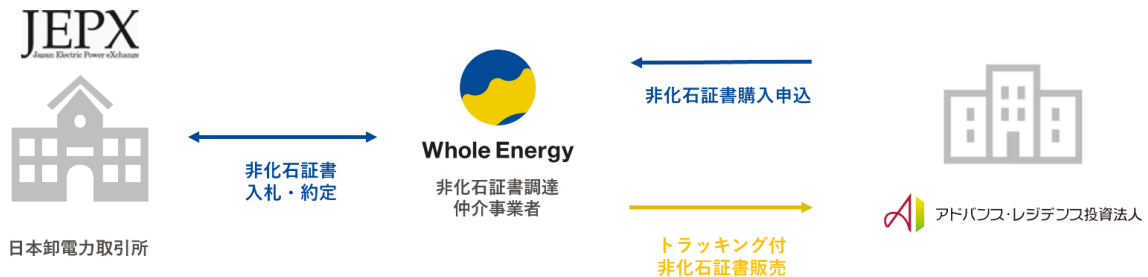 JEPX
Japan Electric Power eXchange
日本卸電力取引所
非化石証書
入札・約定
Whole Energy
非化石証書調達
仲介事業者
非化石証書購入申込
トラッキング付
非化石証書販売
アドバンス・レジデンス投資法人